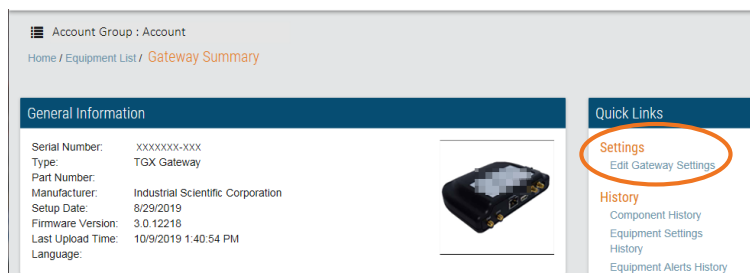 Account Group : Account
Home / Equipment List / Gateway Summary
General Information
Serial Number: XXXXXXX-XXX
Type: TGX Gateway
Part Number:
Manufacturer: Industrial Scientific Corporation
Setup Date: 8/29/2019
Firmware Version: 3.0.12218
Last Upload Time: 10/9/2019 1:40:54 PM
Language:
Quick Links
Settings
Edit Gateway Settings
History
Component History
Equipment Settings
History
Equipment Alerts History